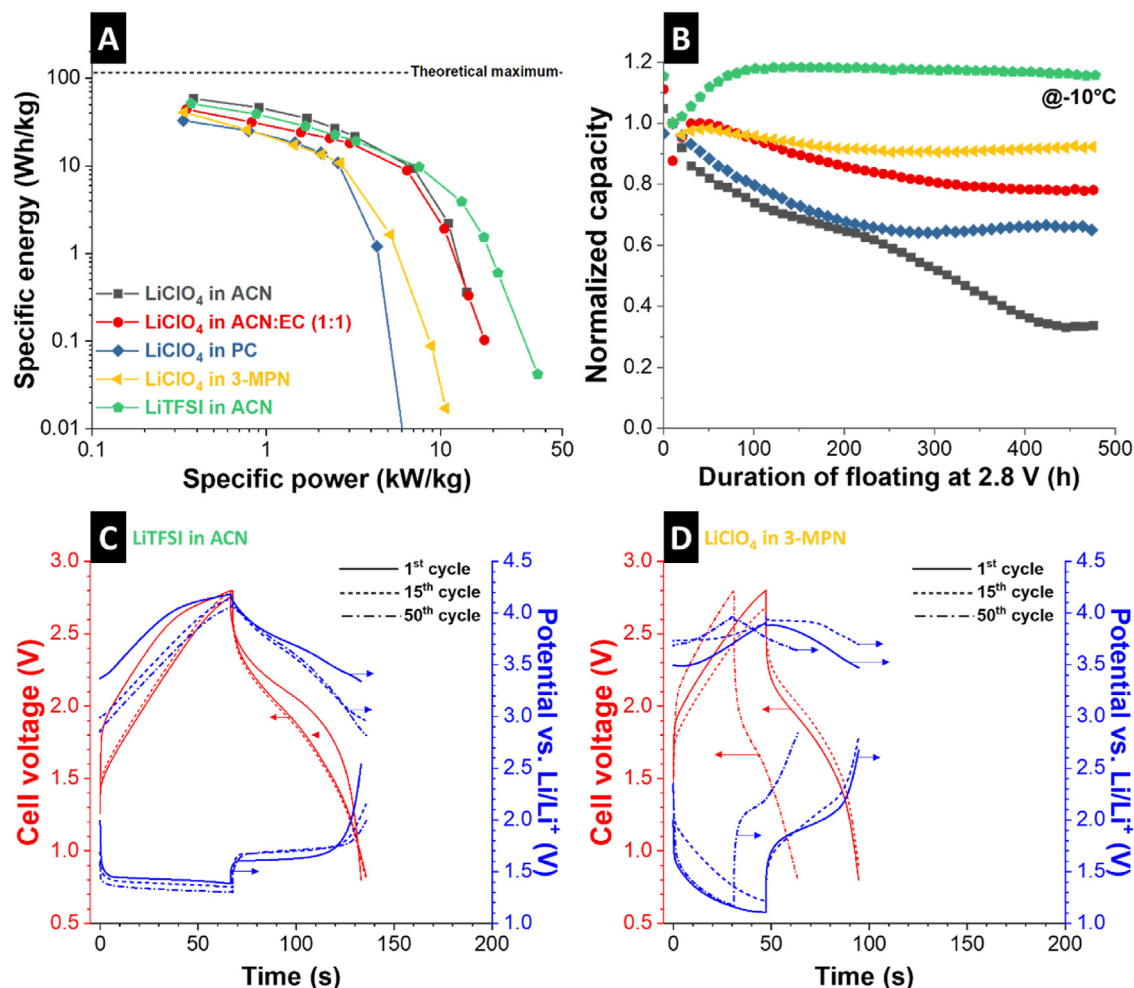 A
Theoretical maximum
100
10
1
0.1
0.01
Specific energy (Wh/kg)
LiClO₄ in ACN
LiClO₄ in ACN:EC (1:1)
LiClO₄ in PC
LiClO₄ in 3-MPN
LiTFSI in ACN
0.1 1 10 50
Specific power (kW/kg)
B
@-10°C
1.2
1.0
0.8
0.6
0.4
0.2
0.0
Normalized capacity
0 100 200 300 400 500
Duration of floating at 2.8 V (h)
C
LiTFSI in ACN
1st cycle
15th cycle
50th cycle
3.0
2.5
2.0
1.5
1.0
0.5
Cell voltage (V)
4.5
4.0
3.5
3.0
2.5
2.0
1.5
1.0
Potential vs. Li/Li⁺ (V)
0 50 100 150 200
Time (s)
D
LiClO₄ in 3-MPN
1st cycle
15th cycle
50th cycle
3.0
2.5
2.0
1.5
1.0
0.5
Cell voltage (V)
4.5
4.0
3.5
3.0
2.5
2.0
1.5
1.0
Potential vs. Li/Li⁺ (V)
0 50 100 150 200
Time (s)